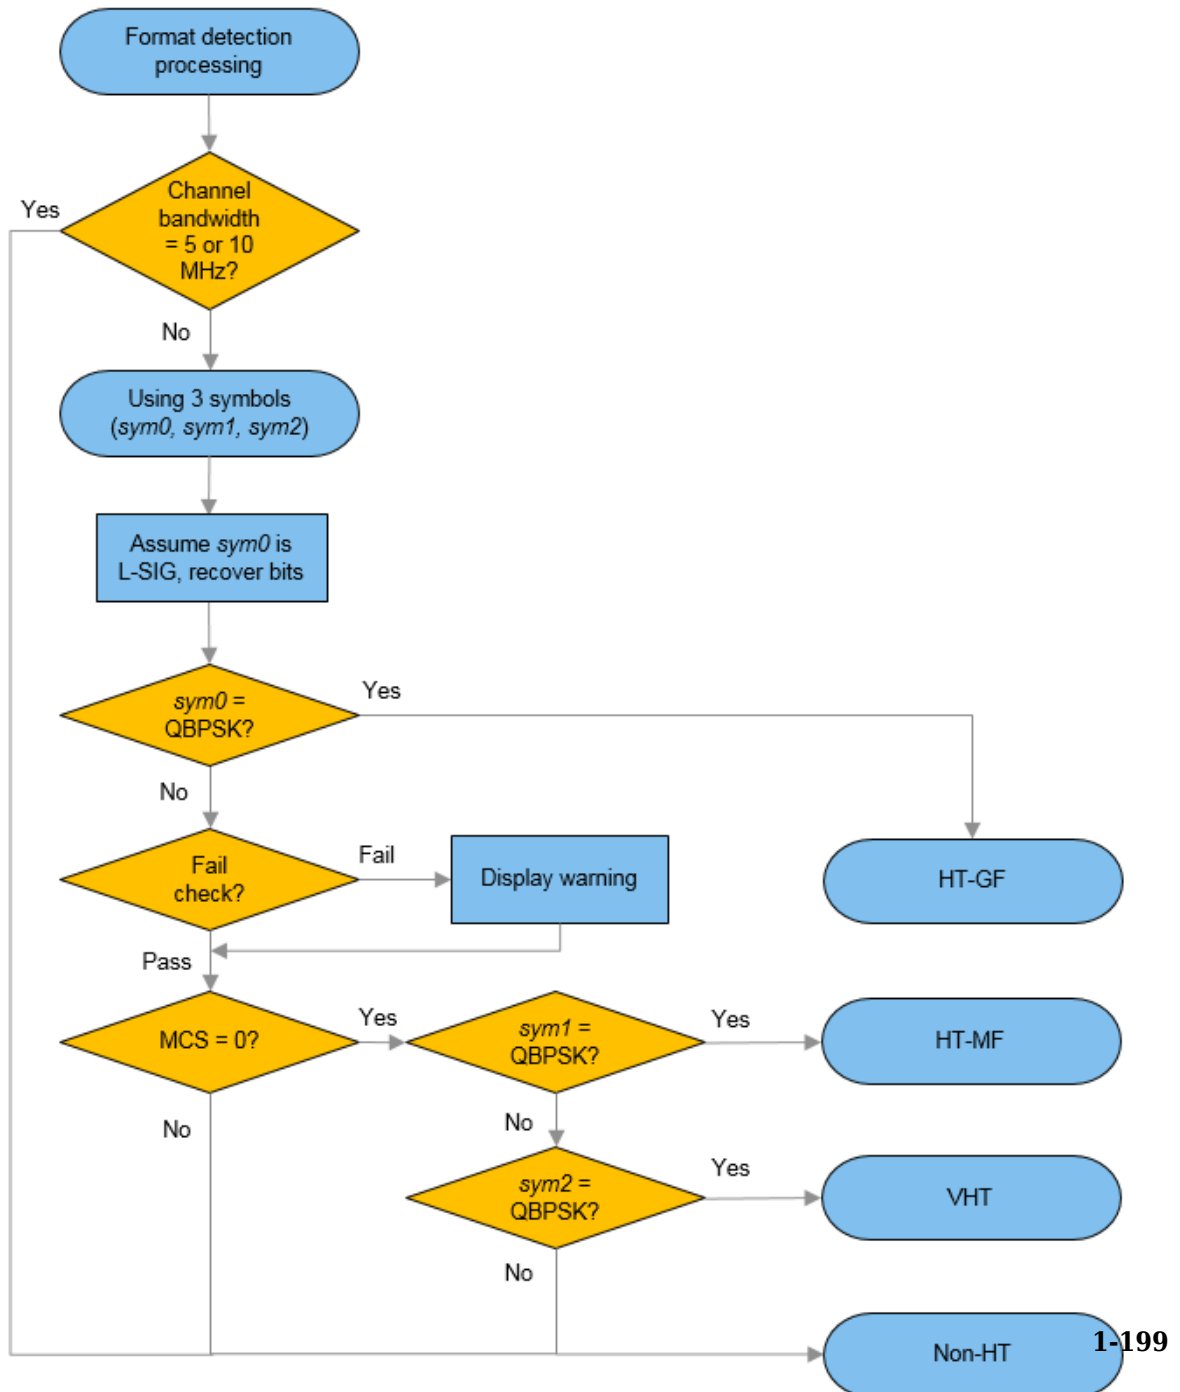 Format detection
processing
Channel
bandwidth
= 5 or 10
MHz?
Yes
No
Using 3 symbols
(sym0, sym1, sym2)
Assume sym0 is
L-SIG, recover bits
sym0 =
QBPSK?
Yes
No
Fail
check?
Fail
Display warning
HT-GF
Pass
MCS = 0?
Yes
sym1 =
QBPSK?
Yes
HT-MF
No
No
sym2 =
QBPSK?
Yes
VHT
No
Non-HT
1-199